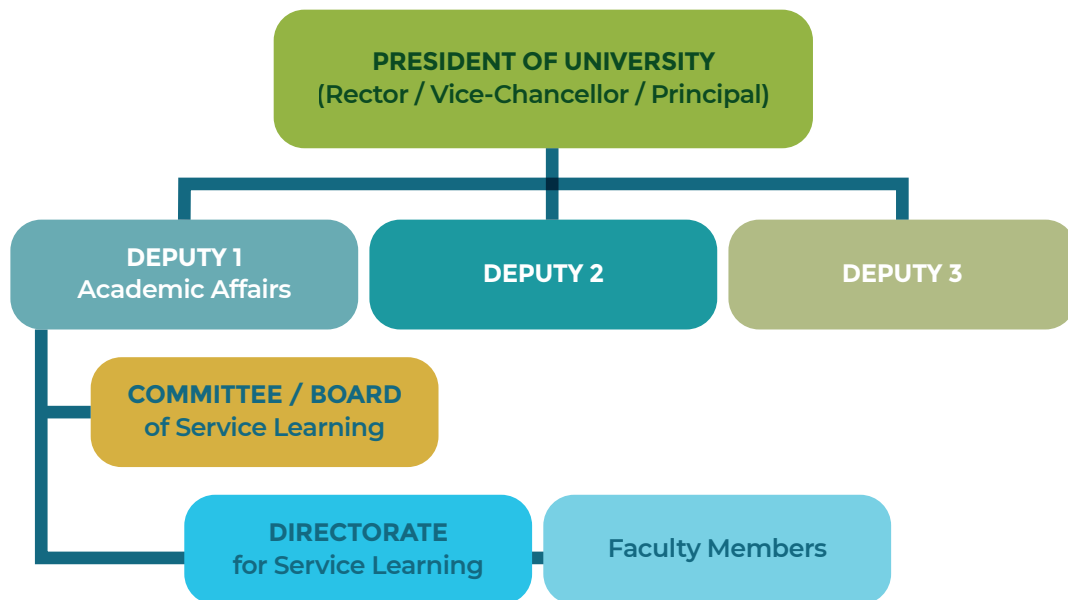 PRESIDENT OF UNIVERSITY
(Rector / Vice-Chancellor / Principal)
DEPUTY 1
Academic Affairs
DEPUTY 2
DEPUTY 3
COMMITTEE / BOARD
of Service Learning
DIRECTORATE
for Service Learning
Faculty Members